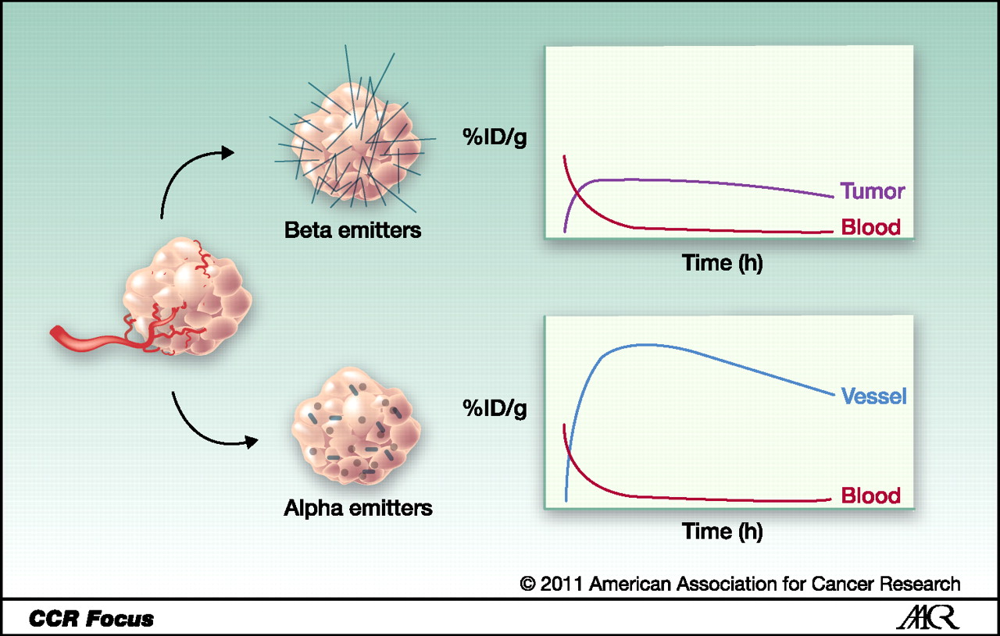 %ID/g
Tumor
Blood
Beta emitters
Time (h)
%ID/g
Vessel
Blood
Alpha emitters
Time (h)
© 2011 American Association for Cancer Research
CCR Focus
AACR